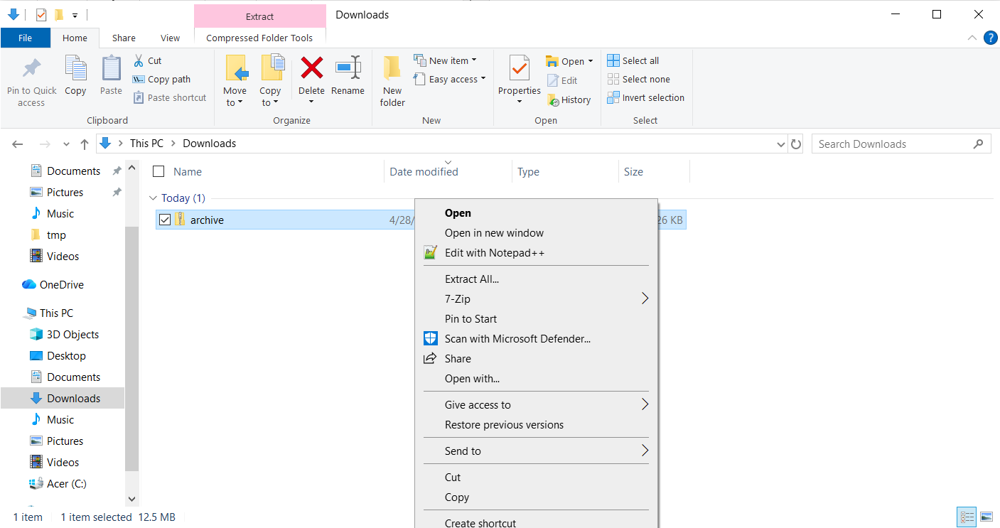 Extract
Downloads
File
Home
Share
View
Compressed Folder Tools
Pin to Quick access
Copy
Paste
Cut
Copy path
Paste shortcut
Clipboard
Move to
Copy to
Delete
Rename
Organize
New folder
New item
Easy access
New
Properties
Open
Edit
History
Open
Select all
Select none
Invert selection
Select
This PC > Downloads
Search Downloads
Documents
Pictures
Music
tmp
Videos
OneDrive
This PC
3D Objects
Desktop
Documents
Downloads
Music
Pictures
Videos
Acer (C:)
Name
Date modified
Type
Size
Today (1)
archive
4/28/
26 KB
Open
Open in new window
Edit with Notepad++
Extract All...
7-Zip
Pin to Start
Scan with Microsoft Defender...
Share
Open with...
Give access to
Restore previous versions
Send to
Cut
Copy
Create shortcut
1 item
1 item selected 12.5 MB